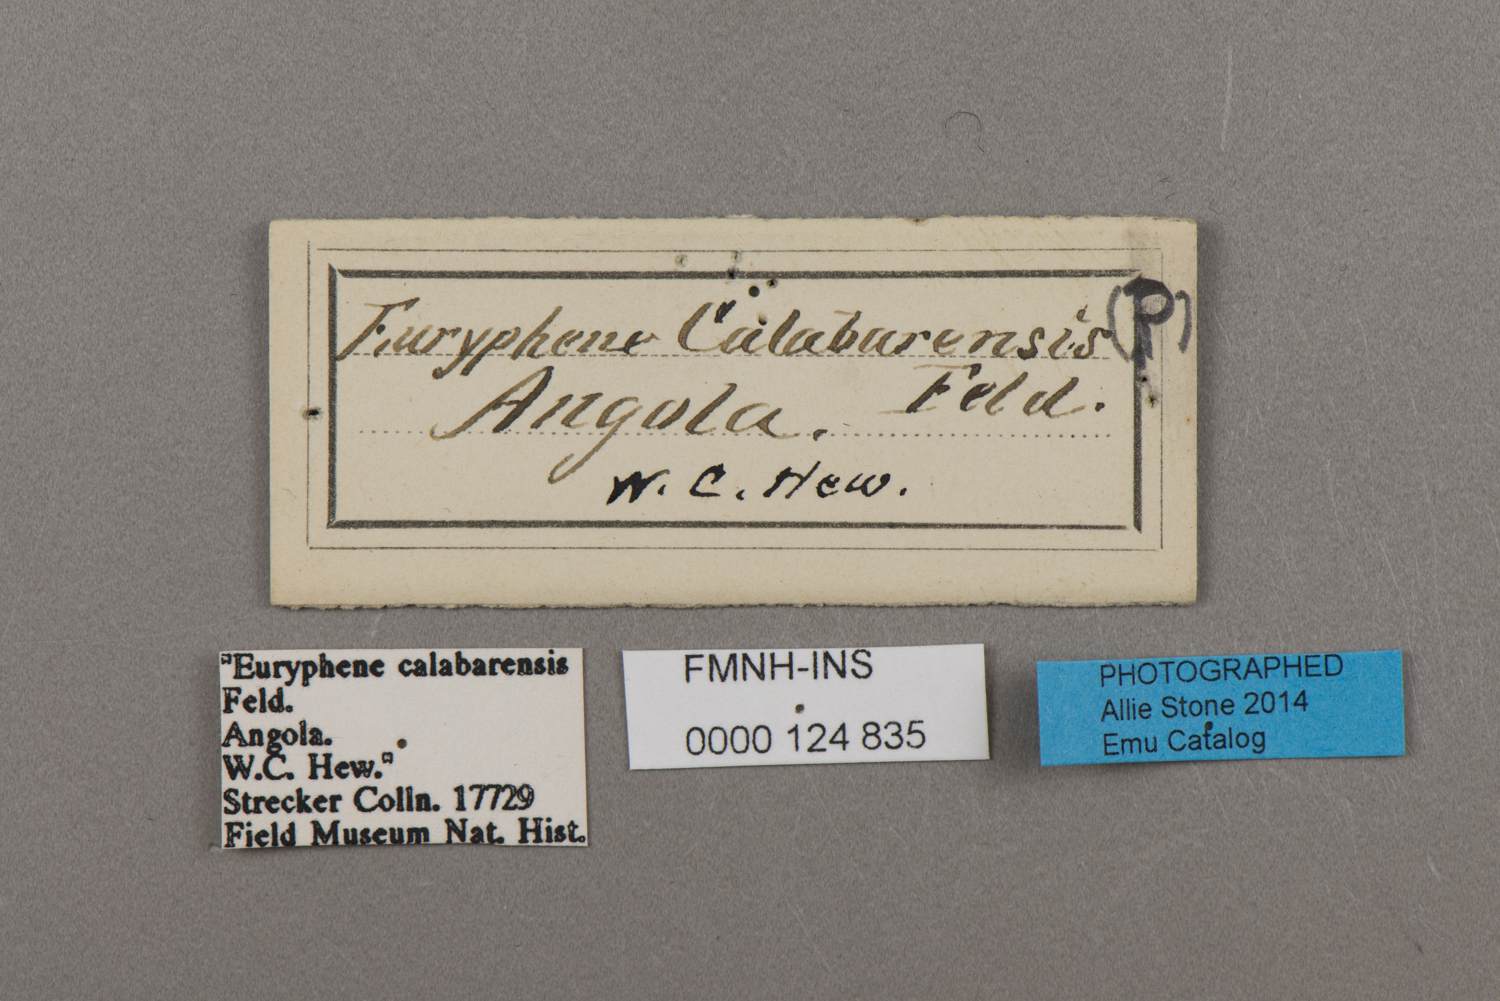 Euryphene Calabarensis (P)
Angola. Feld.
W. C. Hew.
"Euryphene calabarensis
Feld.
Angola.
W.C. Hew."
Strecker Colln. 17729
Field Museum Nat. Hist.
FMNH-INS
0000 124 835
PHOTOGRAPHED
Allie Stone 2014
Emu Catalog